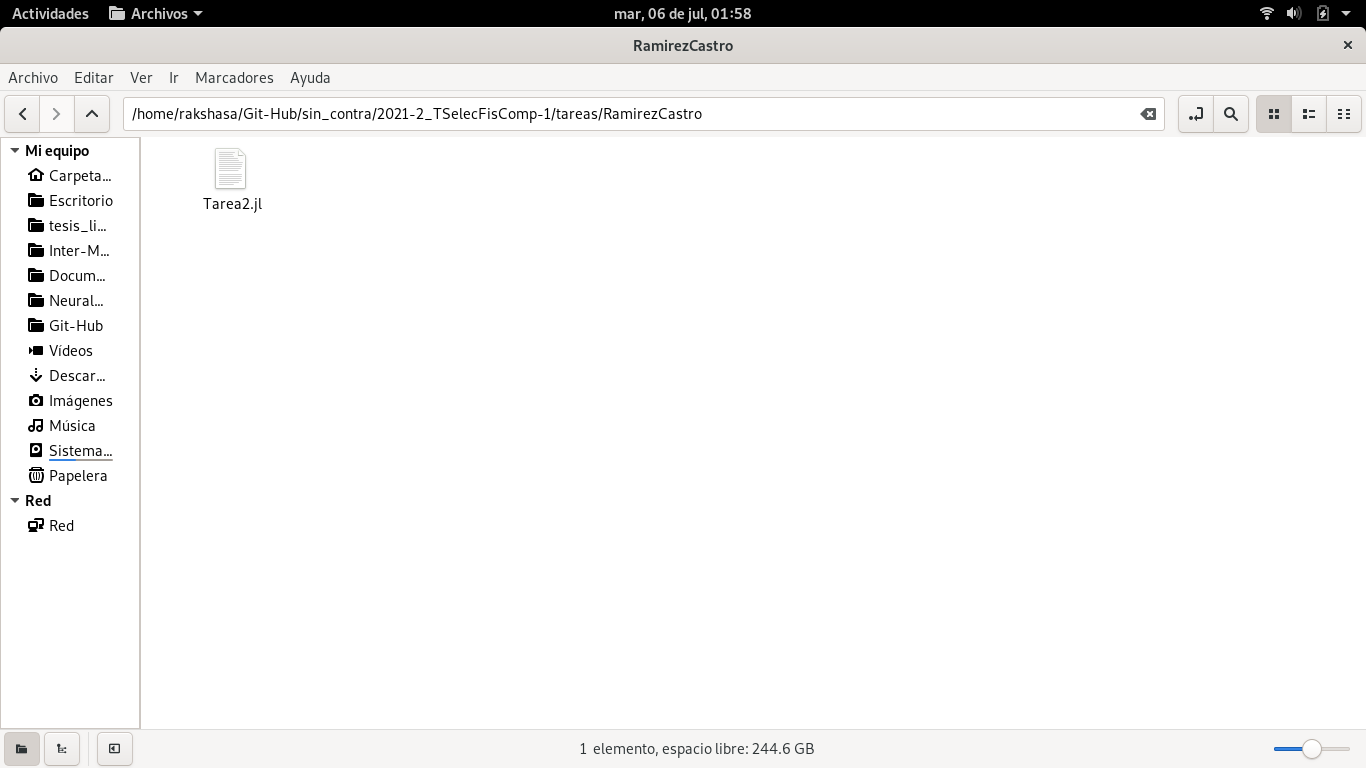 Actividades Archivos mar, 06 de jul, 01:58
RamirezCastro
Archivo Editar Ver Ir Marcadores Ayuda
/home/rakshasa/Git-Hub/sin_contra/2021-2_TSelecFisComp-1/tareas/RamirezCastro
Mi equipo
Carpeta...
Escritorio
tesis_li...
Inter-M...
Docum...
Neural...
Git-Hub
Vídeos
Descar...
Imágenes
Música
Sistema...
Papelera
Red
Red
Tarea2.jl
1 elemento, espacio libre: 244.6 GB